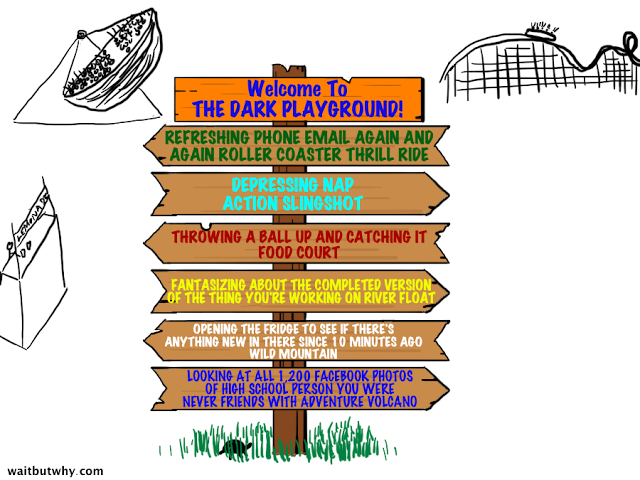 Welcome To
THE DARK PLAYGROUND!
REFRESHING PHONE EMAIL AGAIN AND
AGAIN ROLLER COASTER THRILL RIDE
DEPRESSING NAP
ACTION SLINGSHOT
THROWING A BALL UP AND CATCHING IT
FOOD COURT
FANTASIZING ABOUT THE COMPLETED VERSION
OF THE THING YOU'RE WORKING ON RIVER FLOAT
OPENING THE FRIDGE TO SEE IF THERE'S
ANYTHING NEW IN THERE SINCE 10 MINUTES AGO
WILD MOUNTAIN
LOOKING AT ALL 1,200 FACEBOOK PHOTOS
OF HIGH SCHOOL PERSON YOU WERE
NEVER FRIENDS WITH ADVENTURE VOLCANO
LEMONADE
waitbutwhy.com